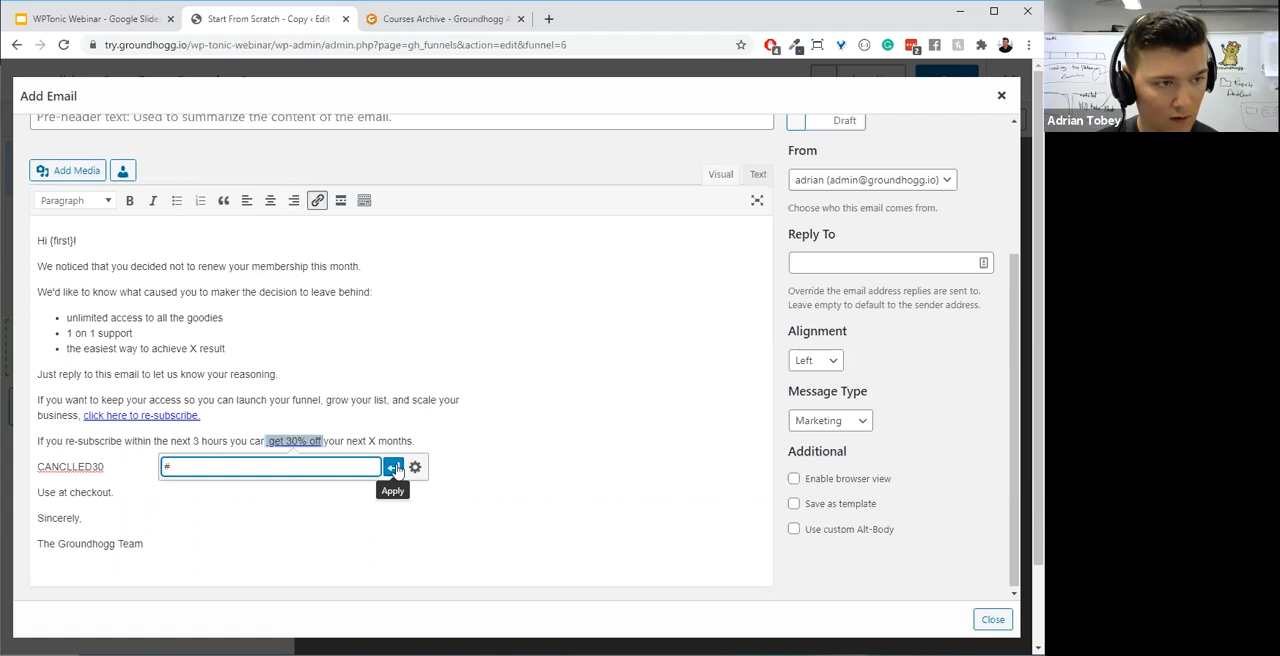 WPTonic Webinar - Google Slide
Start From Scratch - Copy ‹ Edit
Courses Archive - Groundhogg
try.groundhogg.io/wp-tonic-webinar/wp-admin/admin.php?page=gh_funnels&action=edit&funnel=6
4
2
Adrian Tobey
Add Email
Pre-header text: Used to summarize the content of the email.
Draft
From
Add Media
Visual
Text
adrian (admin@groundhogg.io)
Paragraph
B
I
Choose who this email comes from.
Reply To
Hi {first}!
We noticed that you decided not to renew your membership this month.
We'd like to know what caused you to maker the decision to leave behind:
Override the email address replies are sent to.
Leave empty to default to the sender address.
unlimited access to all the goodies
1 on 1 support
the easiest way to achieve X result
Alignment
Left
Just reply to this email to let us know your reasoning.
Message Type
If you want to keep your access so you can launch your funnel, grow your list, and scale your
business, click here to re-subscribe.
Marketing
If you re-subscribe within the next 3 hours you can get 30% off your next X months.
Additional
CANCLLED30
#
Apply
Enable browser view
Use at checkout.
Save as template
Sincerely,
Use custom Alt-Body
The Groundhogg Team
Close